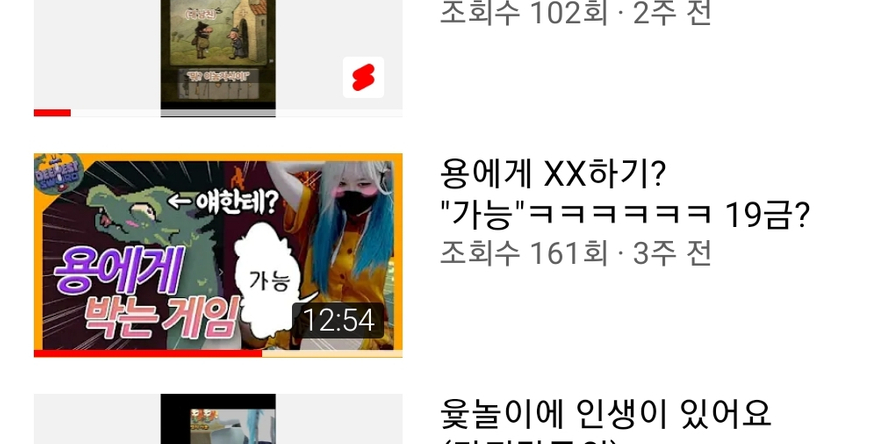 조회수 102회 · 2주 전
용에게 XX하기?
"가능"ㅋㅋㅋㅋㅋㅋ 19금?
조회수 161회 · 3주 전
DEEPEST
SWORD
←얘한테?
가능
용에게
박는 게임
12:54
윷놀이에 인생이 있어요